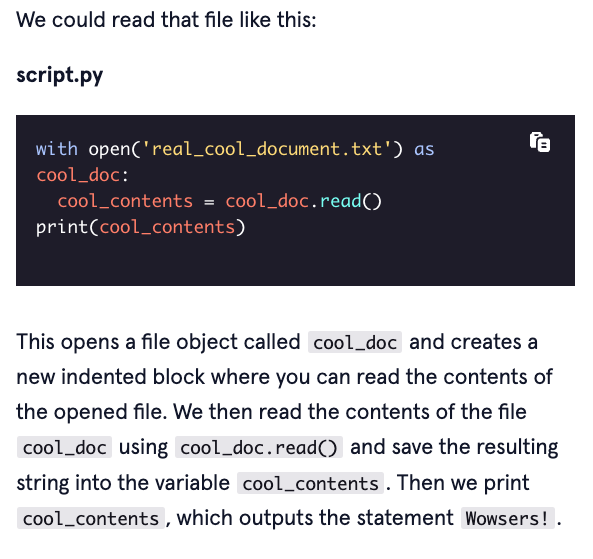 We could read that file like this:
script.py
with open('real_cool_document.txt') as
cool_doc:
  cool_contents = cool_doc.read()
print(cool_contents)
This opens a file object called cool_doc and creates a
new indented block where you can read the contents of
the opened file. We then read the contents of the file
cool_doc using cool_doc.read() and save the resulting
string into the variable cool_contents. Then we print
cool_contents, which outputs the statement Wowsers!.